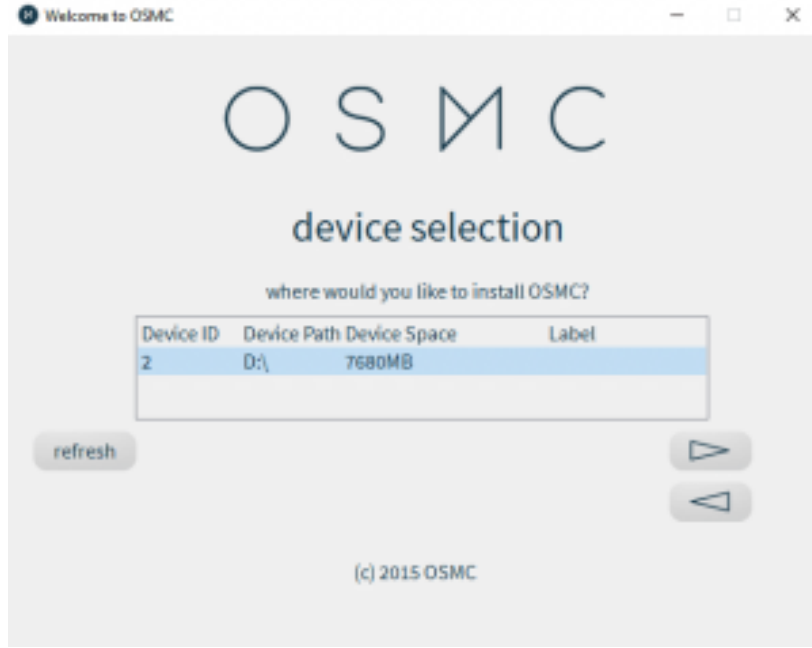 Welcome to OSMC
OSMC
device selection
where would you like to install OSMC?
Device ID Device Path Device Space Label
2 D:\ 7680MB
refresh
(c) 2015 OSMC